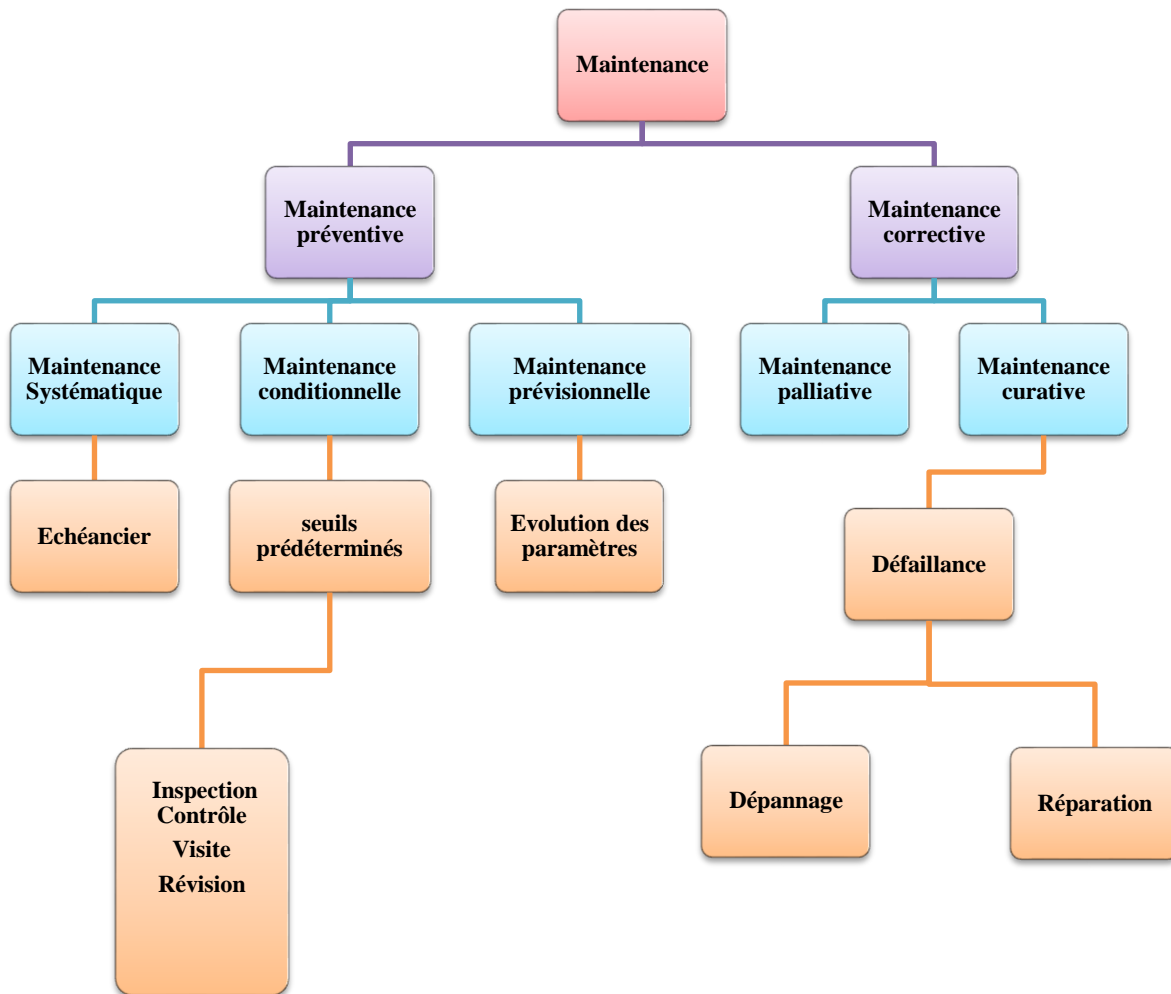 Maintenance
Maintenance
préventive
Maintenance
corrective
Maintenance
Systématique
Maintenance
conditionnelle
Maintenance
prévisionnelle
Maintenance
palliative
Maintenance
curative
Echéancier
seuils
prédéterminés
Evolution des
paramètres
Défaillance
Inspection
Contrôle
Visite
Révision
Dépannage
Réparation